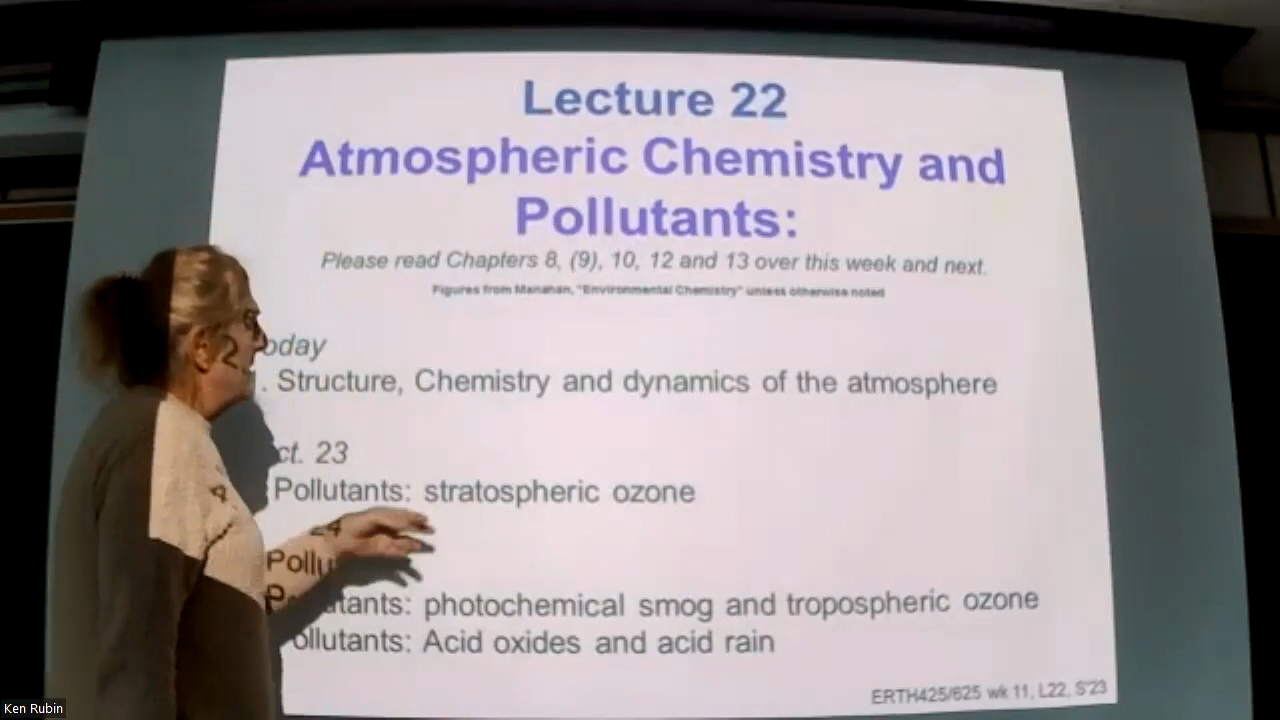 Lecture 22
Atmospheric Chemistry and
Pollutants:
Please read Chapters 8, (9), 10, 12 and 13 over this week and next.
Figures from Manahan, "Environmental Chemistry" unless otherwise noted
oday
. Structure, Chemistry and dynamics of the atmosphere
ct. 23
Pollutants: stratospheric ozone
24
Pollu
tants: photochemical smog and tropospheric ozone
ollutants: Acid oxides and acid rain
ERTH425/625 wk 11, L22, S'23
Ken Rubin